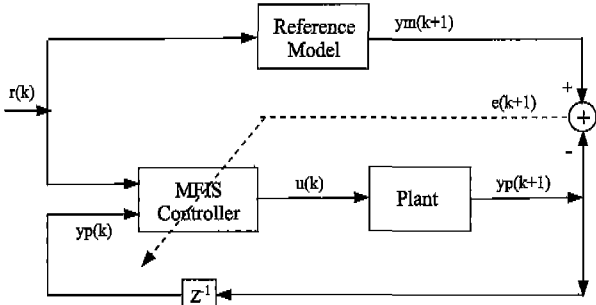 Reference
Model
ym(k+1)
r(k)
+
e(k+1)
+
-
MFIS
Controller
u(k)
Plant
yp(k+1)
yp(k)
Z-1